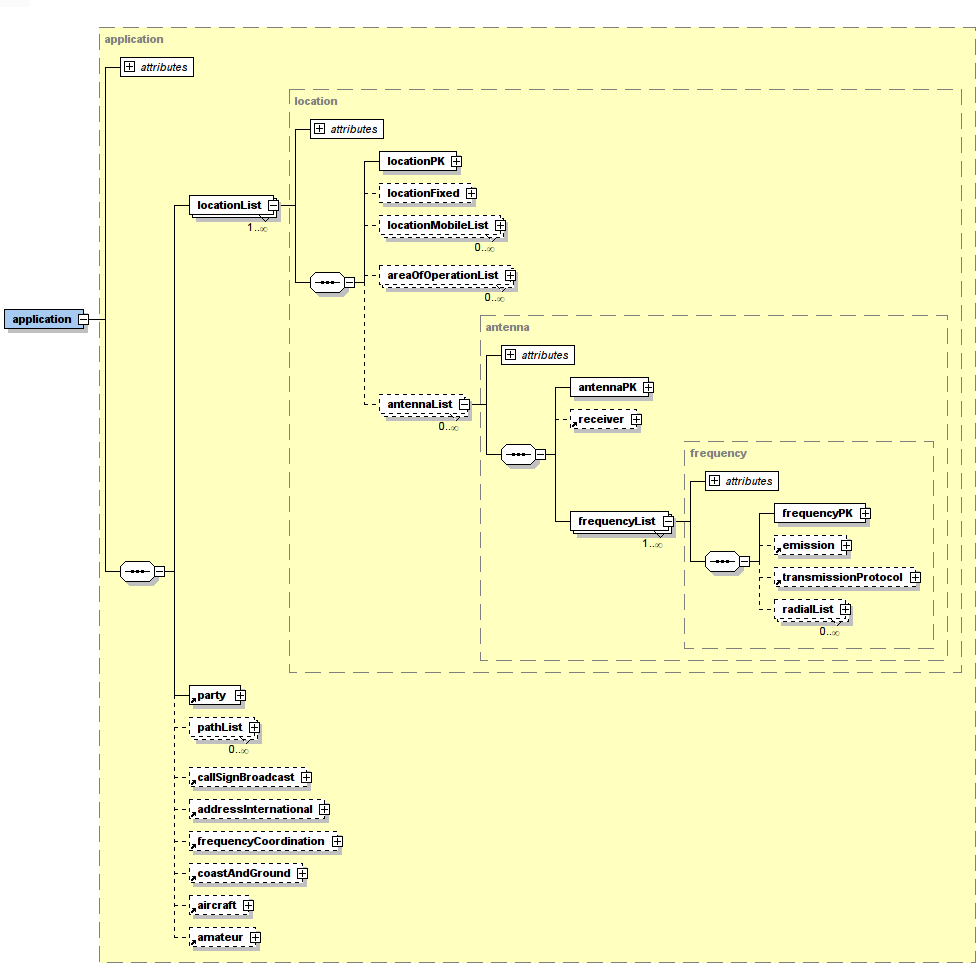 application
attributes
location
attributes
locationPK
locationFixed
locationList
1..∞
locationMobileList
0..∞
areaOfOperationList
0..∞
application
antenna
attributes
antennaPK
antennaList
0..∞
receiver
frequency
attributes
frequencyPK
frequencyList
1..∞
emission
transmissionProtocol
radialList
0..∞
party
pathList
0..∞
callSignBroadcast
addressInternational
frequencyCoordination
coastAndGround
aircraft
amateur